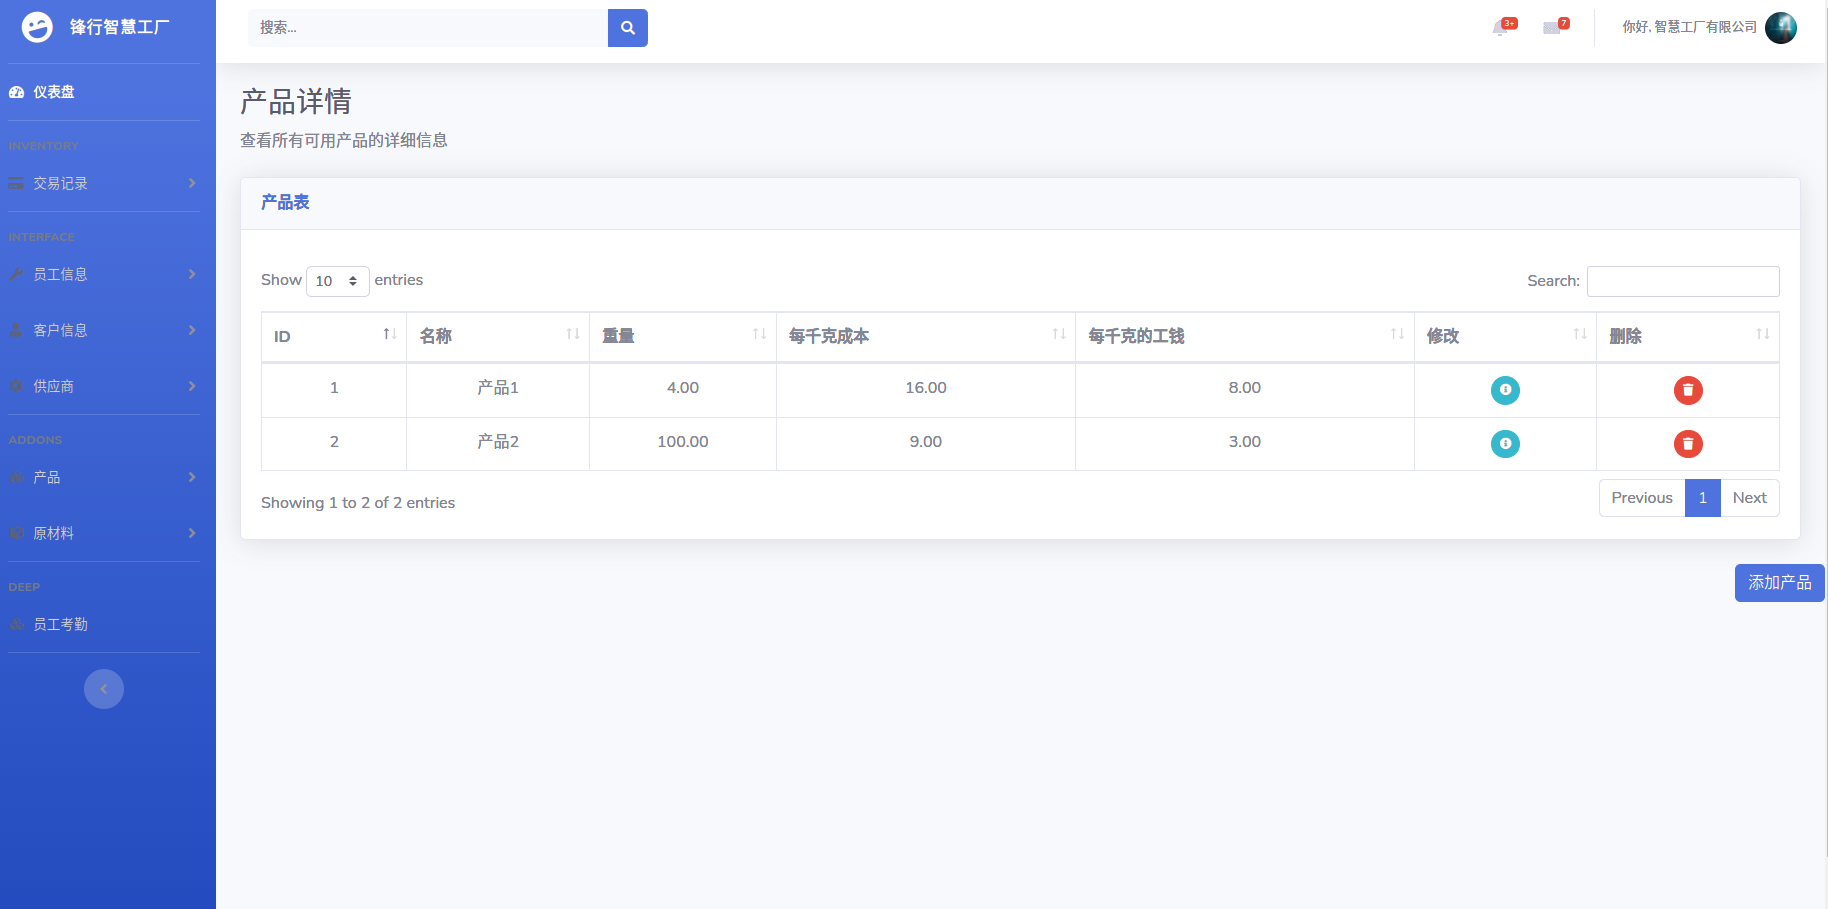 锋行智慧工厂
搜索...
3+
7
你好, 智慧工厂有限公司
仪表盘
INVENTORY
交易记录
INTERFACE
员工信息
客户信息
供应商
ADDONS
产品
原材料
DEEP
员工考勤
产品详情
查看所有可用产品的详细信息
产品表
Show 10 entries
Search:
ID 名称 重量 每千克成本 每千克的工钱 修改 删除
1 产品1 4.00 16.00 8.00
2 产品2 100.00 9.00 3.00
Showing 1 to 2 of 2 entries
Previous 1 Next
添加产品